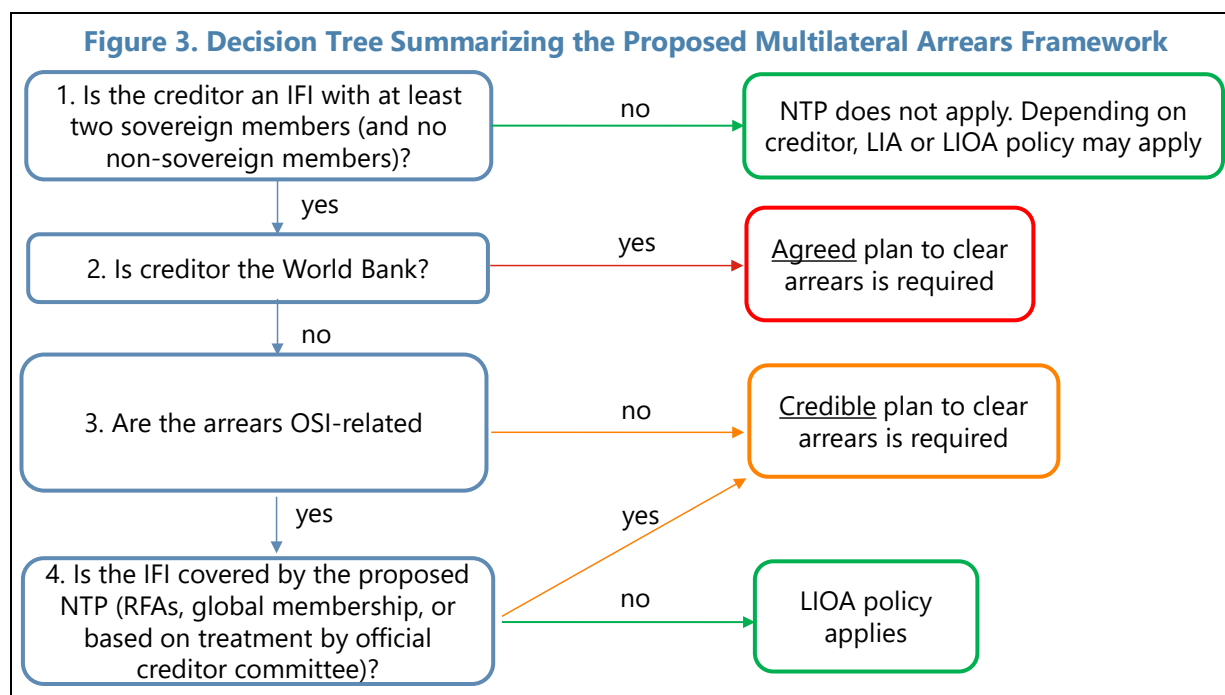 Figure 3. Decision Tree Summarizing the Proposed Multilateral Arrears Framework
1. Is the creditor an IFI with at least
two sovereign members (and no
non-sovereign members)?
no
NTP does not apply. Depending on
creditor, LIA or LIOA policy may apply
yes
2. Is creditor the World Bank?
yes
Agreed plan to clear
arrears is required
no
3. Are the arrears OSI-related
no
Credible plan to clear
arrears is required
yes
yes
4. Is the IFI covered by the proposed
NTP (RFAs, global membership, or
based on treatment by official
creditor committee)?
no
LIOA policy
applies